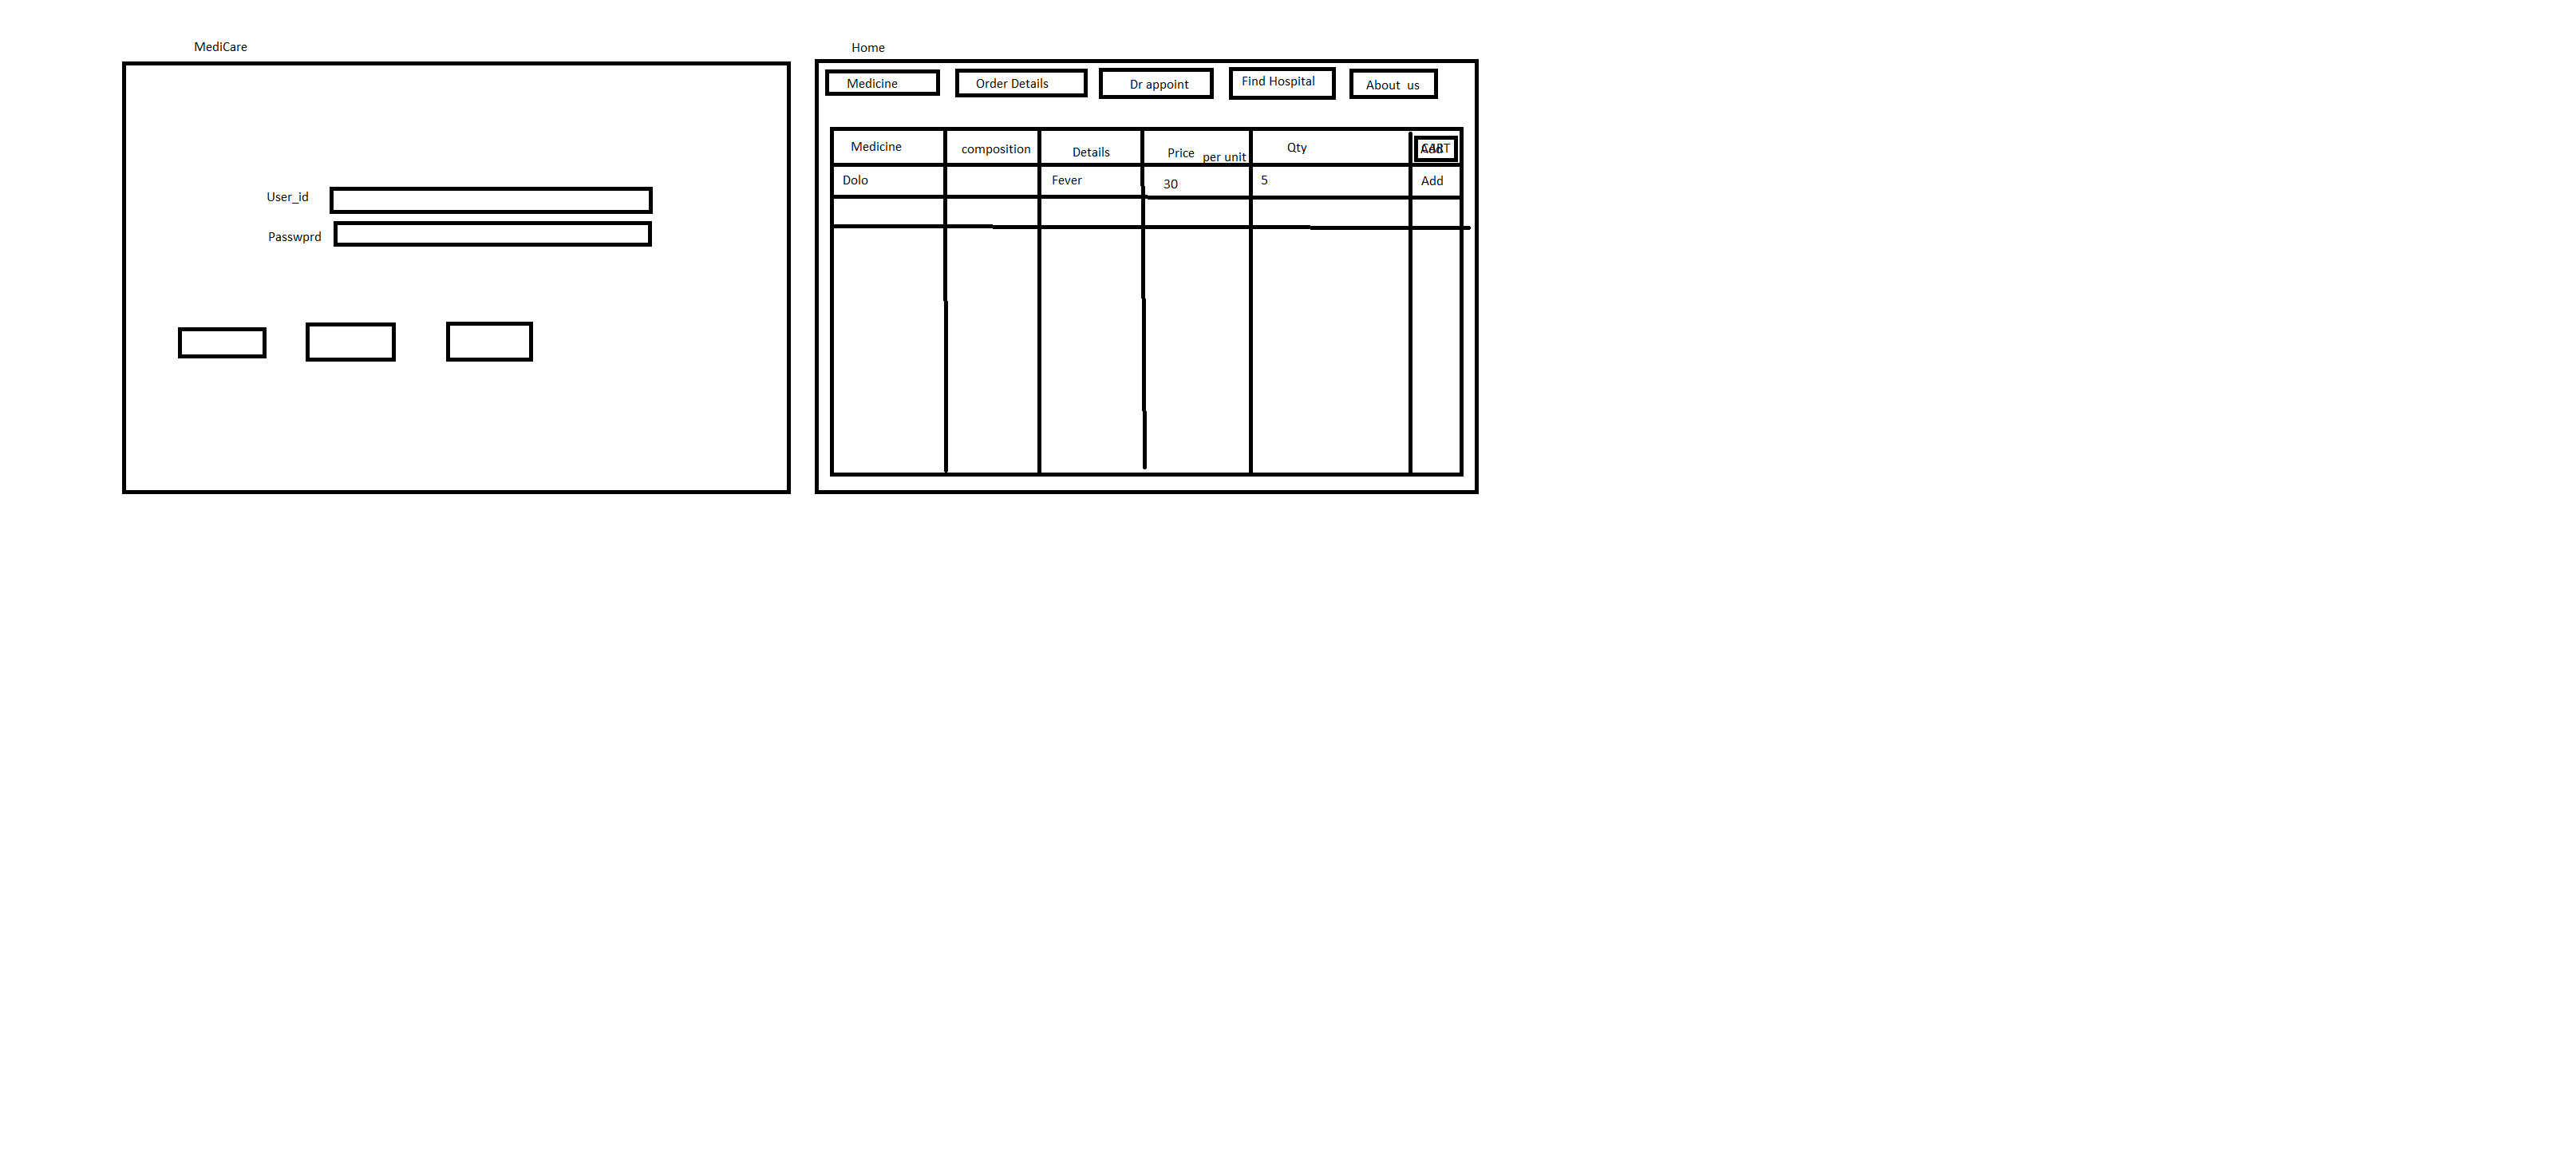 MediCare
User_id
Passwprd
Home
Medicine
Order Details
Dr appoint
Find Hospital
About us
Medicine
composition
Details
Price per unit
Qty
CART
Dolo
Fever
30
5
Add